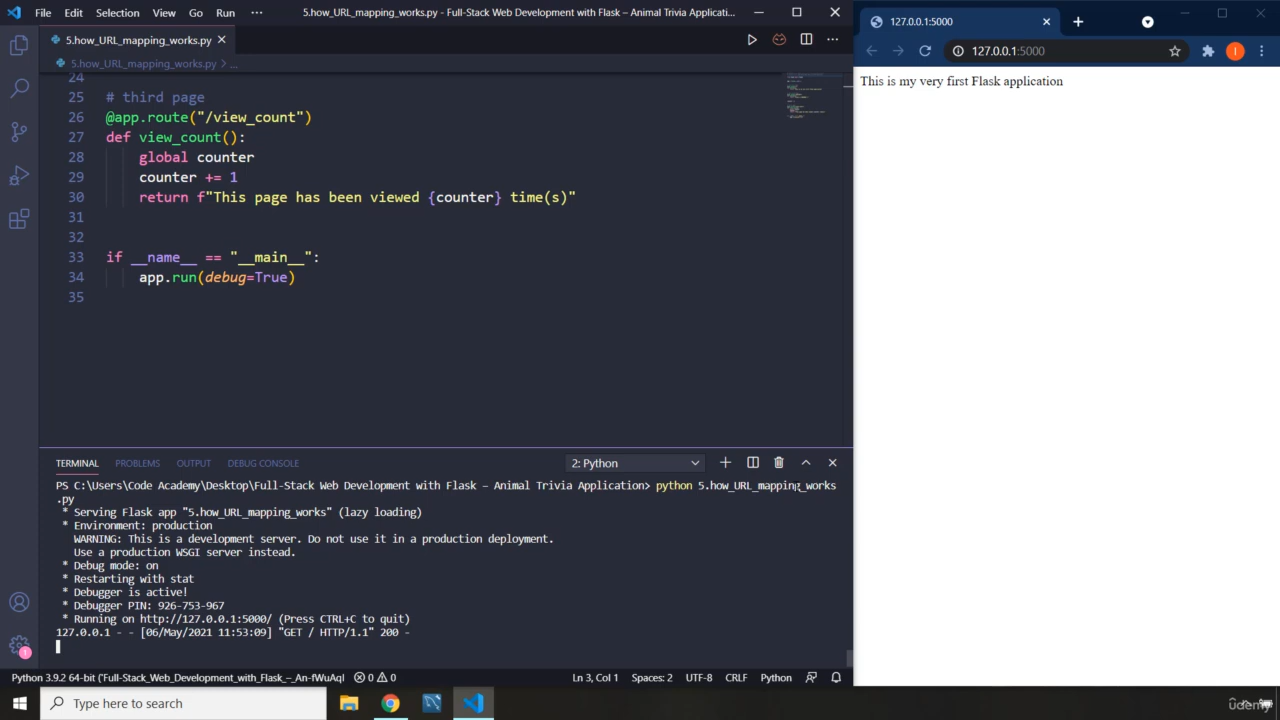 File Edit View Go Run ··· 5.how_URL_mapping_works.py - Full-Stack Web Development with Flask – Animal Trivia Applicati...
5.how_URL_mapping_works.py
5.how_URL_mapping_works.py > ...
24
25 # third page
26 @app.route("/view_count")
27 def view_count():
28 global counter
29 counter += 1
30 return f"This page has been viewed {counter} time(s)"
31
32
33 if __name__ == "__main__":
34 app.run(debug=True)
35
TERMINAL PROBLEMS OUTPUT DEBUG CONSOLE 2: Python
PS C:\Users\Code Academy\Desktop\Full-Stack Web Development with Flask – Animal Trivia Application> python 5.how_URL_mapping_works
.py
* Serving Flask app "5.how_URL_mapping_works" (lazy loading)
* Environment: production
WARNING: This is a development server. Do not use it in a production deployment.
Use a production WSGI server instead.
* Debug mode: on
* Restarting with stat
* Debugger is active!
* Debugger PIN: 926-753-967
* Running on http://127.0.0.1:5000/ (Press CTRL+C to quit)
127.0.0.1 - - [06/May/2021 11:53:09] "GET / HTTP/1.1" 200 -
Python 3.9.2 64-bit (Full-Stack_Web_Development_with_Flask_-_An-fWuAqI) 0 0 Ln 3, Col 1 Spaces: 2 UTF-8 CRLF Python
Type here to search
127.0.0.1:5000
127.0.0.1:5000
I
This is my very first Flask application
udemy